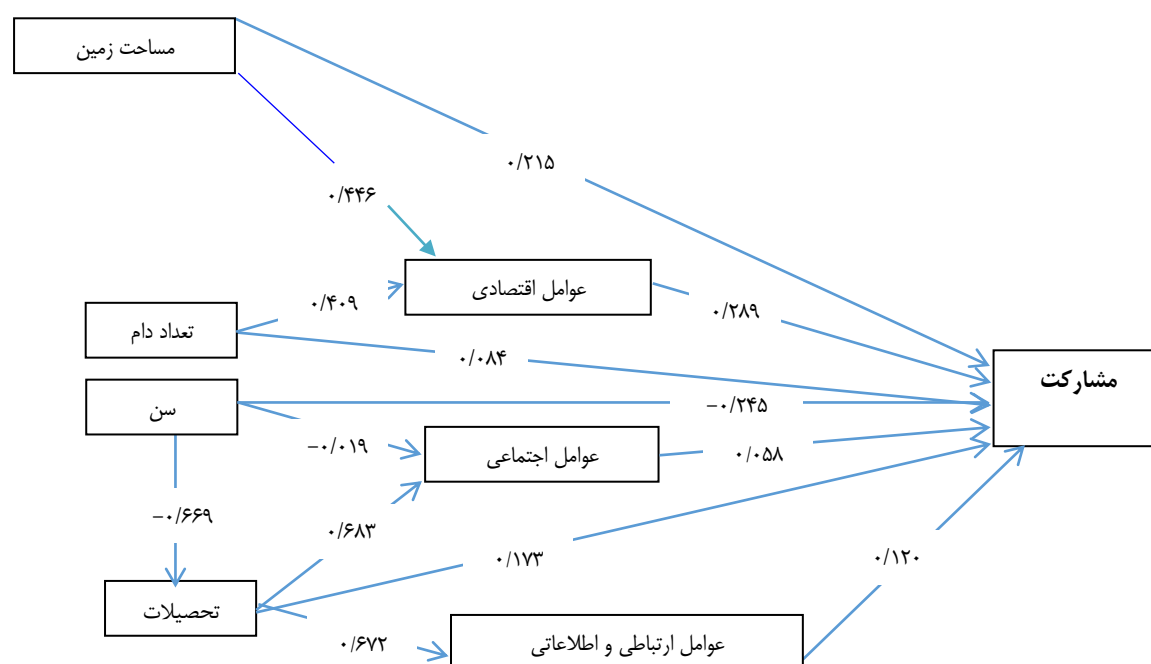 مساحت زمین
۰/۲۱۵
۰/۴۴۶
عوامل اقتصادی
۰/۴۰۹
۰/۲۸۹
تعداد دام
۰/۰۸۴
مشارکت
سن
−۰/۲۴۵
−۰/۰۱۹
عوامل اجتماعی
۰/۰۵۸
−۰/۶۶۹
۰/۶۸۳
۰/۱۷۳
۰/۱۲۰
تحصیلات
۰/۶۷۲
عوامل ارتباطی و اطلاعاتی